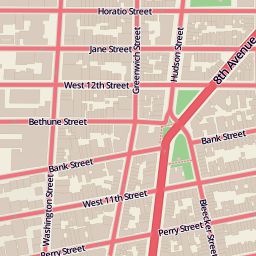 Horatio Street
Jane Street
Greenwich Street
Hudson Street
8th Avenue
West 12th Street
Bethune Street
Bank Street
Bank Street
Washington Street
West 11th Street
Bleecker Street
Perry Street
Perry Street